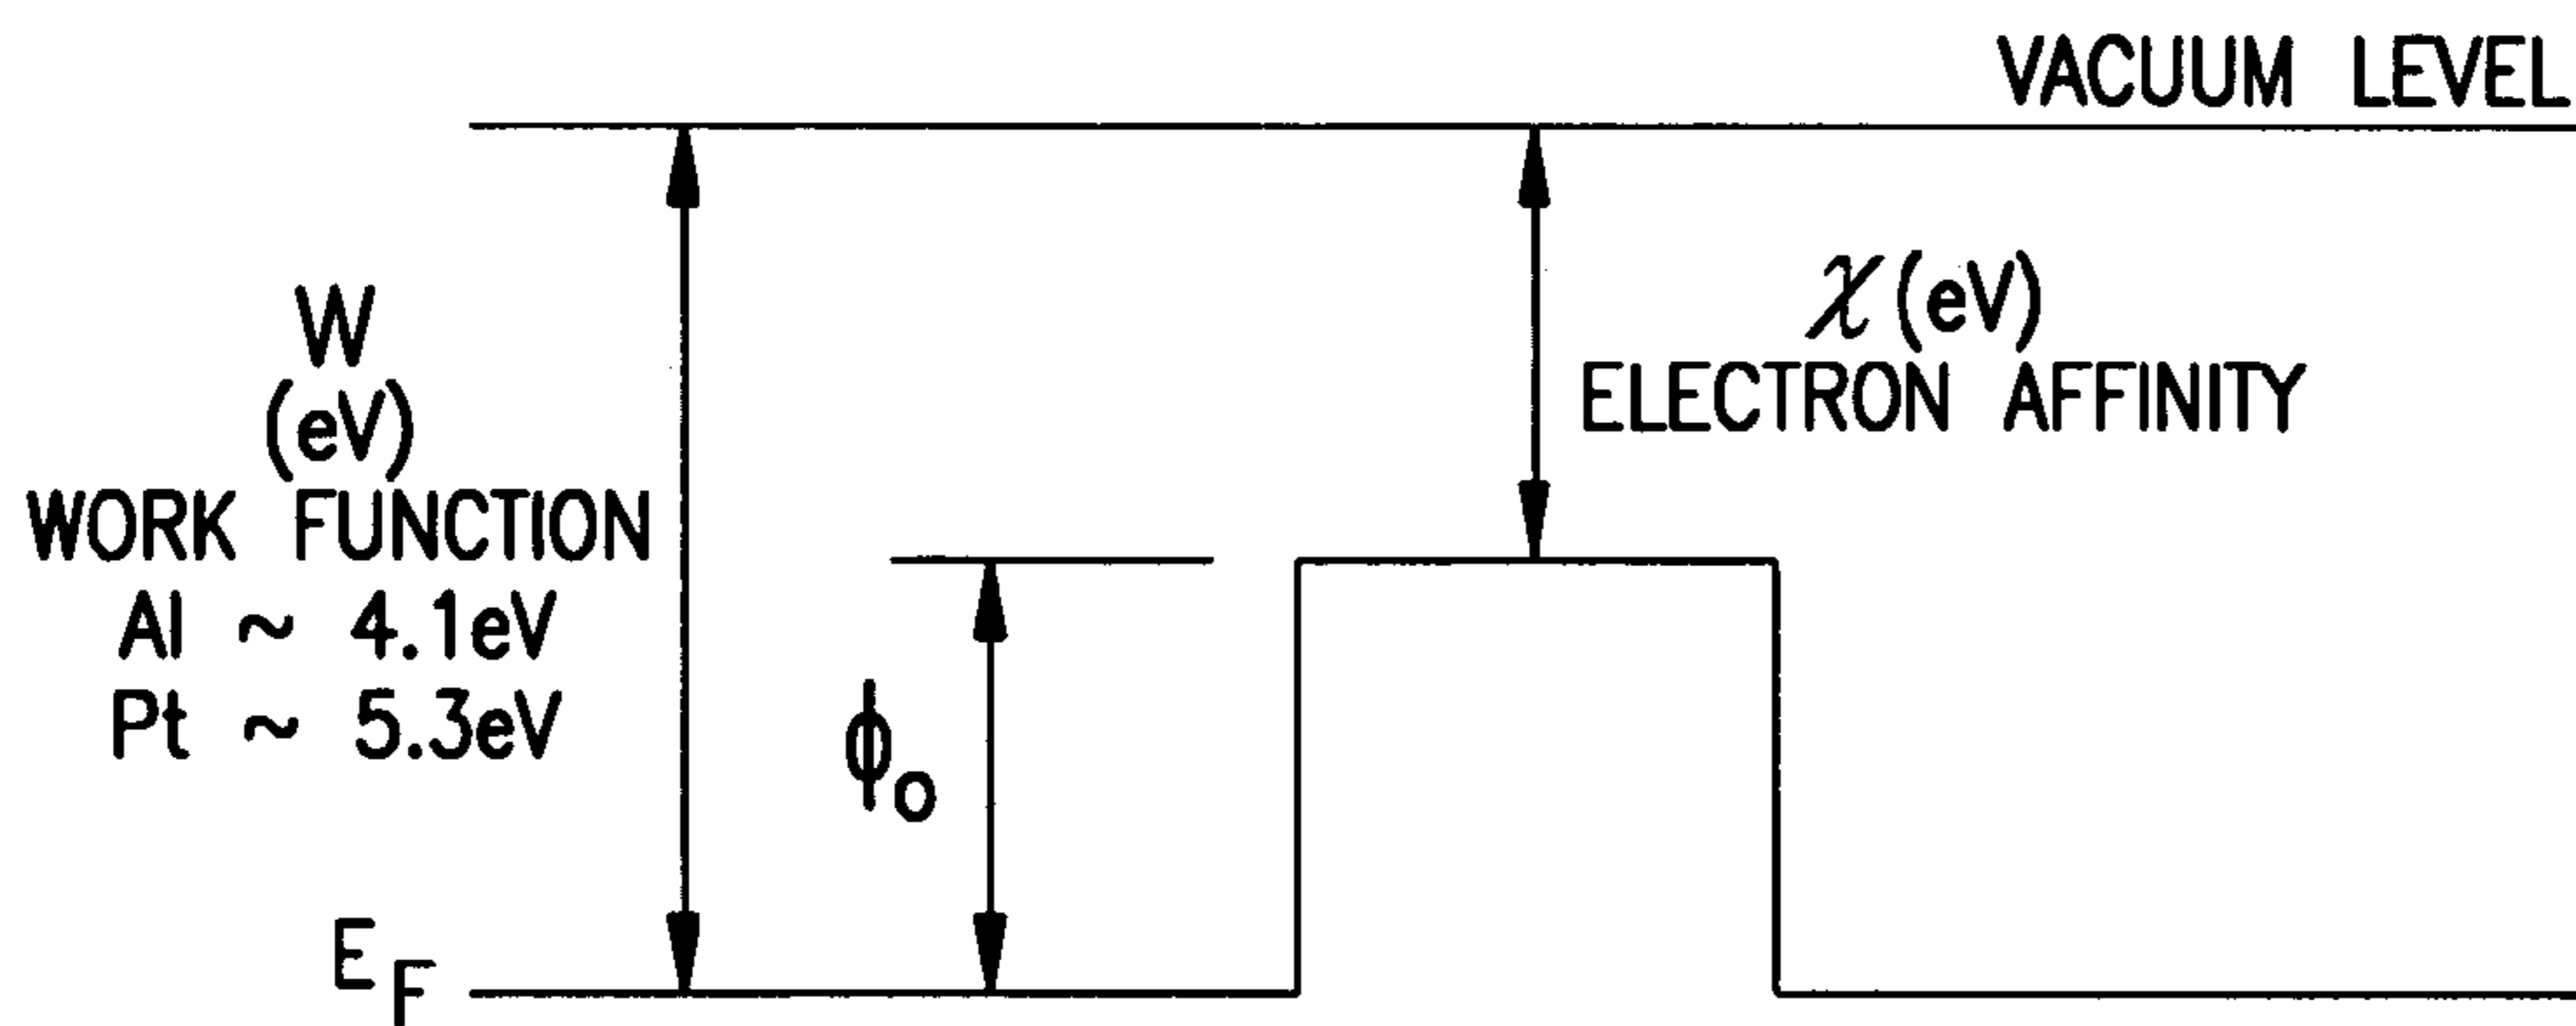 VACUUM LEVEL
W
(eV)
WORK FUNCTION
Al ~ 4.1eV
Pt ~ 5.3eV
χ(eV)
ELECTRON AFFINITY
ϕo
EF